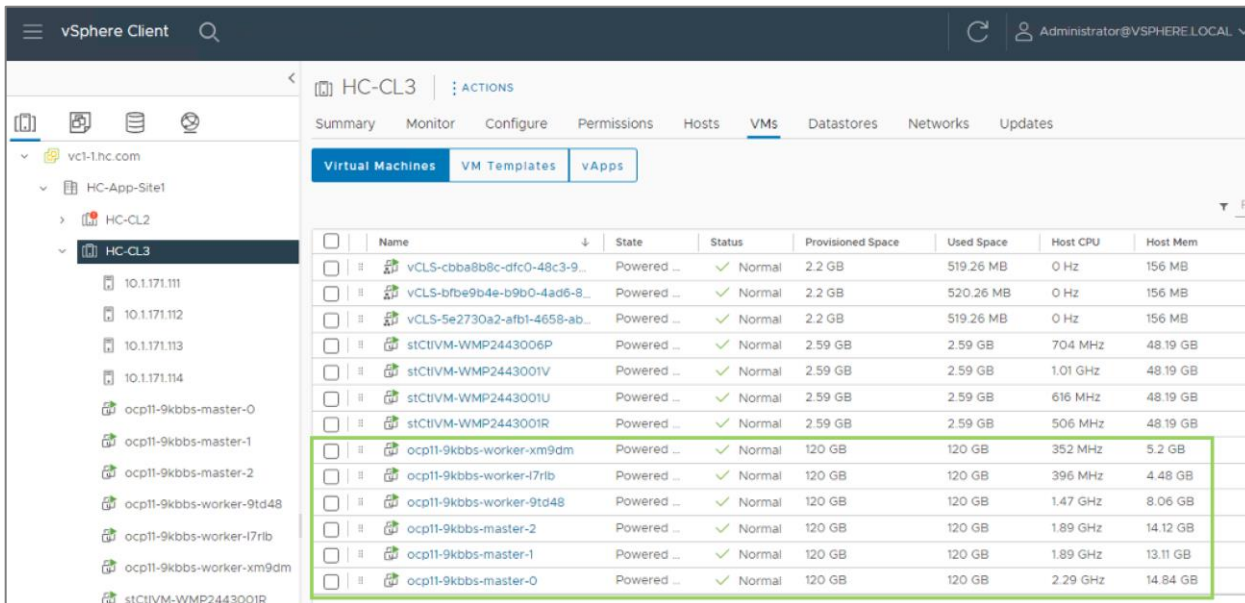 vSphere Client
Administrator@VSPHERE.LOCAL
HC-CL3 ACTIONS
Summary Monitor Configure Permissions Hosts VMs Datastores Networks Updates
Virtual Machines VM Templates vApps
vc1-1.hc.com
HC-App-Site1
HC-CL2
HC-CL3
10.1.171.111
10.1.171.112
10.1.171.113
10.1.171.114
ocp11-9kbbs-master-0
ocp11-9kbbs-master-1
ocp11-9kbbs-master-2
ocp11-9kbbs-worker-9td48
ocp11-9kbbs-worker-l7rlb
ocp11-9kbbs-worker-xm9dm
stCtlVM-WMP2443001R
Name State Status Provisioned Space Used Space Host CPU Host Mem
vCLS-cbba8b8c-dfc0-48c3-9... Powered ... Normal 2.2 GB 519.26 MB 0 Hz 156 MB
vCLS-bfbe9b4e-b9b0-4ad6-8... Powered ... Normal 2.2 GB 520.26 MB 0 Hz 156 MB
vCLS-5e2730a2-afb1-4658-ab... Powered ... Normal 2.2 GB 519.26 MB 0 Hz 156 MB
stCtlVM-WMP2443006P Powered ... Normal 2.59 GB 2.59 GB 704 MHz 48.19 GB
stCtlVM-WMP2443001V Powered ... Normal 2.59 GB 2.59 GB 1.01 GHz 48.19 GB
stCtlVM-WMP2443001U Powered ... Normal 2.59 GB 2.59 GB 616 MHz 48.19 GB
stCtlVM-WMP2443001R Powered ... Normal 2.59 GB 2.59 GB 506 MHz 48.19 GB
ocp11-9kbbs-worker-xm9dm Powered ... Normal 120 GB 120 GB 352 MHz 5.2 GB
ocp11-9kbbs-worker-l7rlb Powered ... Normal 120 GB 120 GB 396 MHz 4.48 GB
ocp11-9kbbs-worker-9td48 Powered ... Normal 120 GB 120 GB 1.47 GHz 8.06 GB
ocp11-9kbbs-master-2 Powered ... Normal 120 GB 120 GB 1.89 GHz 14.12 GB
ocp11-9kbbs-master-1 Powered ... Normal 120 GB 120 GB 1.89 GHz 13.11 GB
ocp11-9kbbs-master-0 Powered ... Normal 120 GB 120 GB 2.29 GHz 14.84 GB